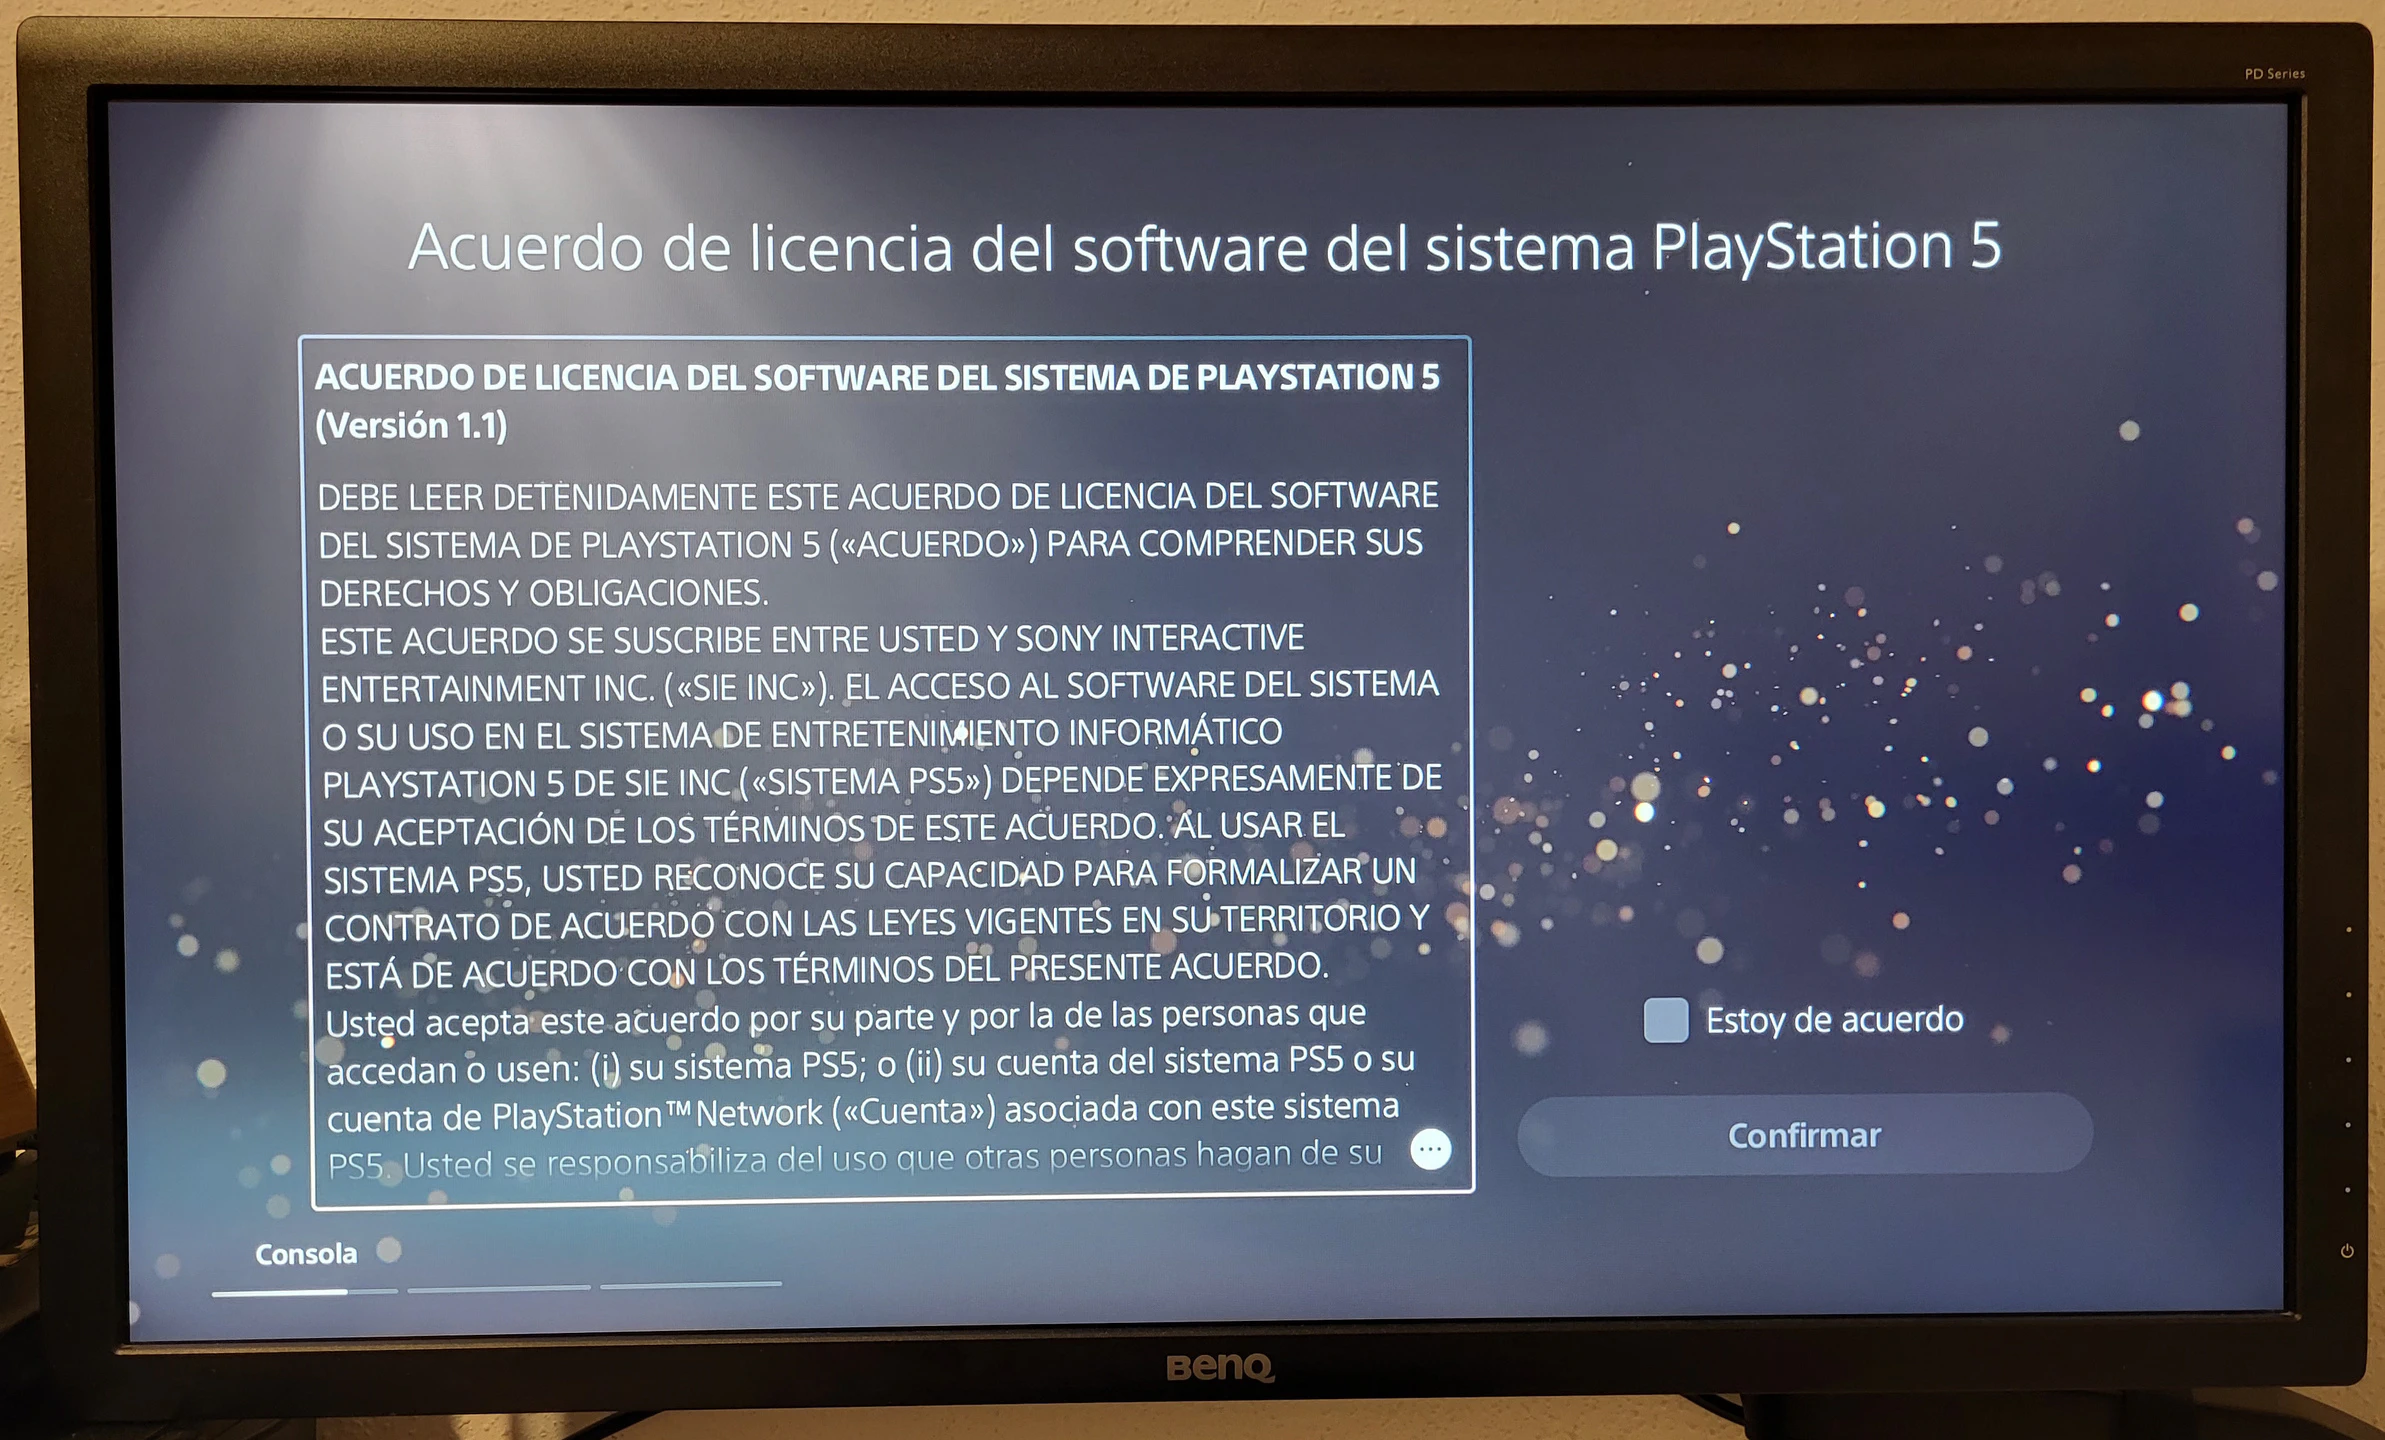 PD Series
Acuerdo de licencia del software del sistema PlayStation 5
ACUERDO DE LICENCIA DEL SOFTWARE DEL SISTEMA DE PLAYSTATION 5
(Versión 1.1)
DEBE LEER DETENIDAMENTE ESTE ACUERDO DE LICENCIA DEL SOFTWARE
DEL SISTEMA DE PLAYSTATION 5 («ACUERDO») PARA COMPRENDER SUS
DERECHOS Y OBLIGACIONES.
ESTE ACUERDO SE SUSCRIBE ENTRE USTED Y SONY INTERACTIVE
ENTERTAINMENT INC. («SIE INC»). EL ACCESO AL SOFTWARE DEL SISTEMA
O SU USO EN EL SISTEMA DE ENTRETENIMIENTO INFORMÁTICO
PLAYSTATION 5 DE SIE INC («SISTEMA PS5») DEPENDE EXPRESAMENTE DE
SU ACEPTACIÓN DE LOS TÉRMINOS DE ESTE ACUERDO. AL USAR EL
SISTEMA PS5, USTED RECONOCE SU CAPACIDAD PARA FORMALIZAR UN
CONTRATO DE ACUERDO CON LAS LEYES VIGENTES EN SU TERRITORIO Y
ESTÁ DE ACUERDO CON LOS TÉRMINOS DEL PRESENTE ACUERDO.
Usted acepta este acuerdo por su parte y por la de las personas que
accedan o usen: (i) su sistema PS5; o (ii) su cuenta del sistema PS5 o su
cuenta de PlayStation™Network («Cuenta») asociada con este sistema
PS5. Usted se responsabiliza del uso que otras personas hagan de su
Estoy de acuerdo
Confirmar
Consola
BenQ